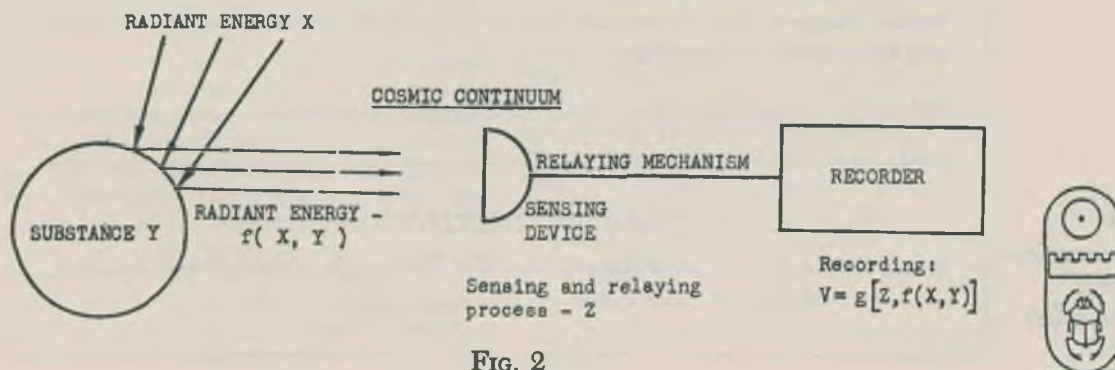 RADIANT ENERGY X
COSMIC CONTINUUM
RELAYING MECHANISM
RECORDER
SUBSTANCE Y
RADIANT ENERGY -
f( X, Y )
SENSING
DEVICE
Sensing and relaying
process - Z
Recording:
V= g[Z,f(X,Y)]
FIG. 2